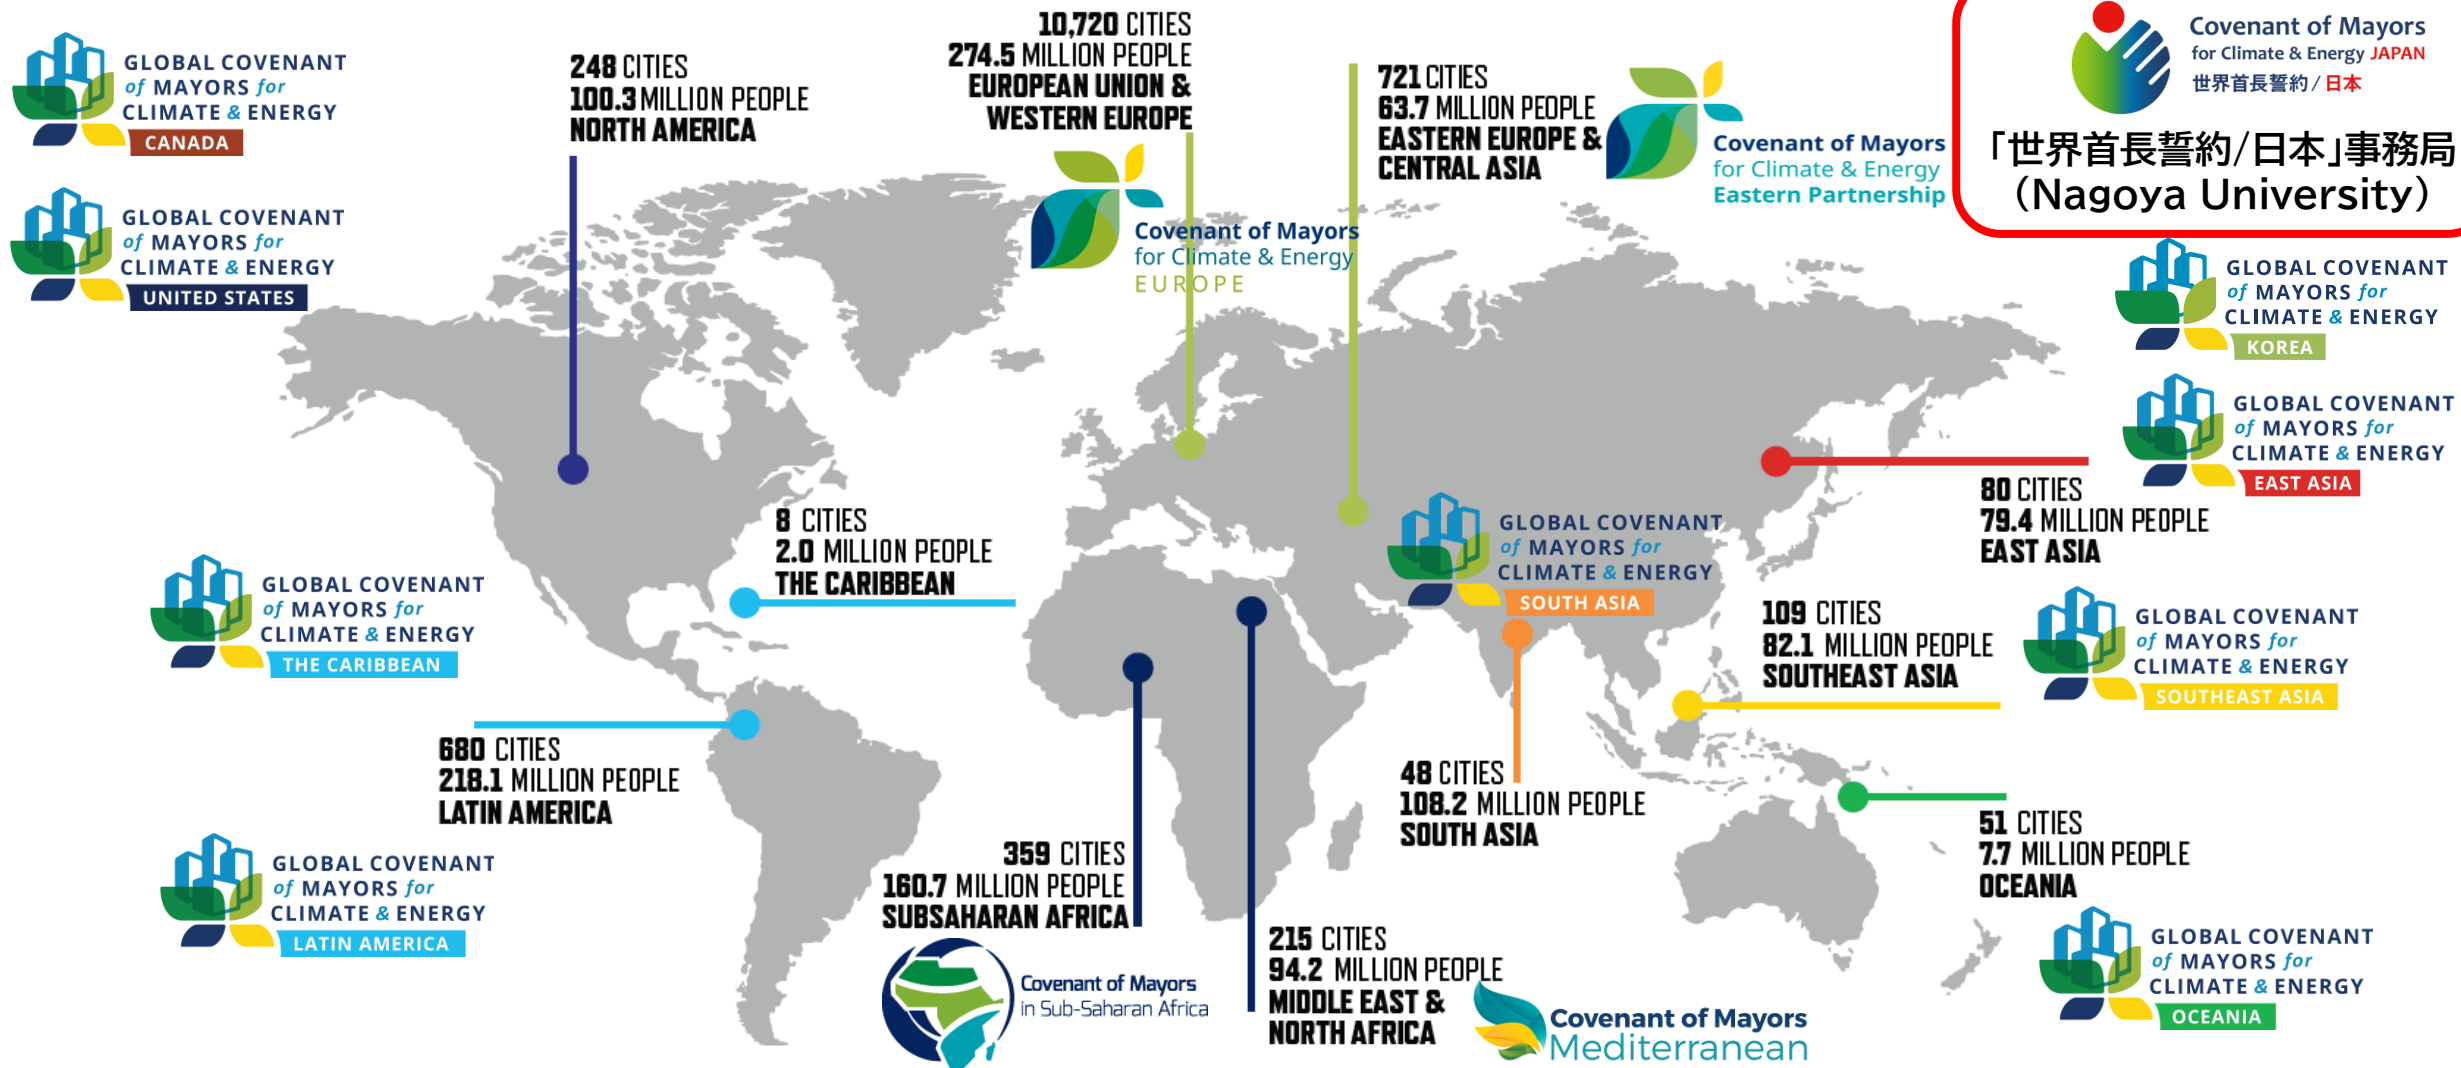 GLOBAL COVENANT
of MAYORS for
CLIMATE & ENERGY
CANADA
GLOBAL COVENANT
of MAYORS for
CLIMATE & ENERGY
UNITED STATES
248 CITIES
100.3 MILLION PEOPLE
NORTH AMERICA
10,720 CITIES
274.5 MILLION PEOPLE
EUROPEAN UNION &
WESTERN EUROPE
Covenant of Mayors
for Climate & Energy
EUROPE
721 CITIES
63.7 MILLION PEOPLE
EASTERN EUROPE &
CENTRAL ASIA
Covenant of Mayors
for Climate & Energy
Eastern Partnership
Covenant of Mayors
for Climate & Energy JAPAN
世界首長誓約/日本
「世界首長誓約/日本」事務局
（Nagoya University）
GLOBAL COVENANT
of MAYORS for
CLIMATE & ENERGY
KOREA
GLOBAL COVENANT
of MAYORS for
CLIMATE & ENERGY
EAST ASIA
80 CITIES
79.4 MILLION PEOPLE
EAST ASIA
8 CITIES
2.0 MILLION PEOPLE
THE CARIBBEAN
GLOBAL COVENANT
of MAYORS for
CLIMATE & ENERGY
THE CARIBBEAN
GLOBAL COVENANT
of MAYORS for
CLIMATE & ENERGY
SOUTH ASIA
109 CITIES
82.1 MILLION PEOPLE
SOUTHEAST ASIA
GLOBAL COVENANT
of MAYORS for
CLIMATE & ENERGY
SOUTHEAST ASIA
680 CITIES
218.1 MILLION PEOPLE
LATIN AMERICA
GLOBAL COVENANT
of MAYORS for
CLIMATE & ENERGY
LATIN AMERICA
48 CITIES
108.2 MILLION PEOPLE
SOUTH ASIA
51 CITIES
7.7 MILLION PEOPLE
OCEANIA
GLOBAL COVENANT
of MAYORS for
CLIMATE & ENERGY
OCEANIA
359 CITIES
160.7 MILLION PEOPLE
SUBSAHARAN AFRICA
Covenant of Mayors
in Sub-Saharan Africa
215 CITIES
94.2 MILLION PEOPLE
MIDDLE EAST &
NORTH AFRICA
Covenant of Mayors
Mediterranean